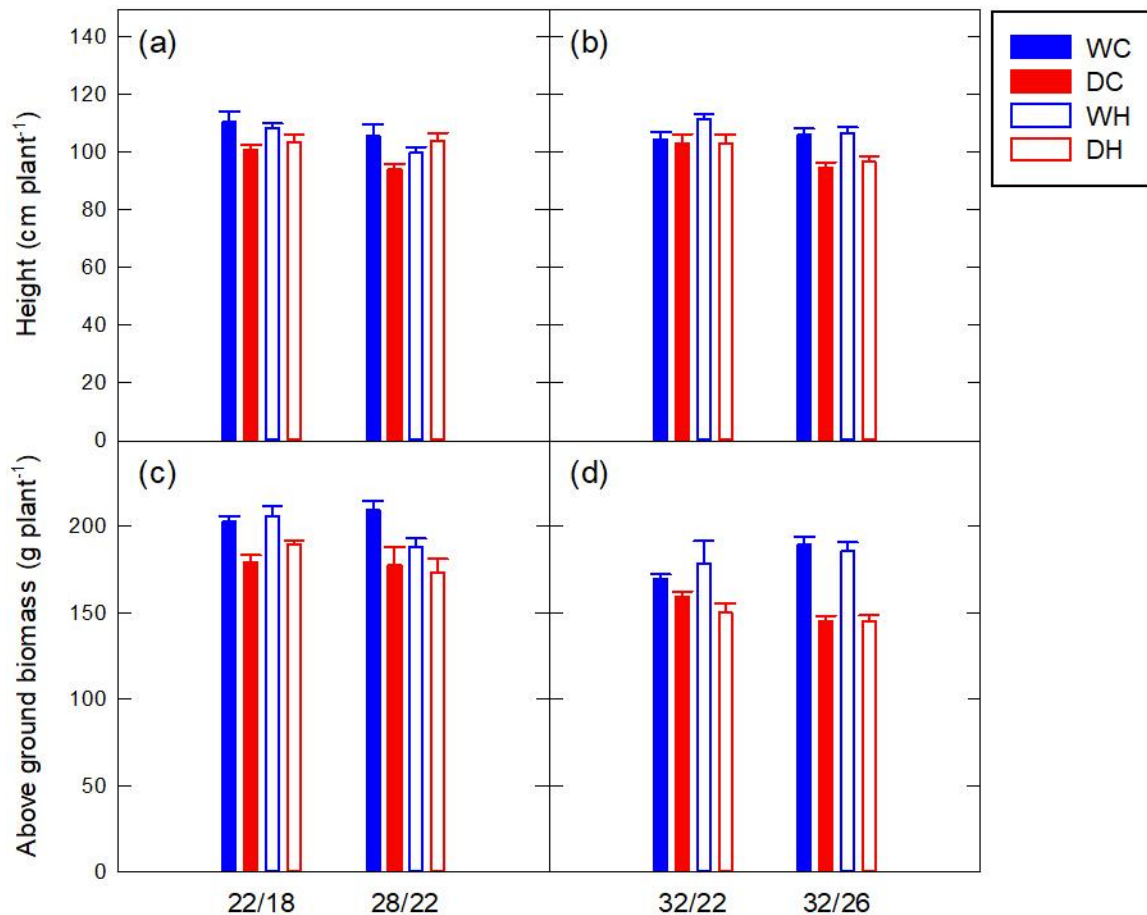 (a)
(b)
WC
DC
WH
DH
Height (cm plant⁻¹)
140
120
100
80
60
40
20
0
(c)
(d)
Above ground biomass (g plant⁻¹)
200
150
100
50
0
22/18 28/22 32/22 32/26